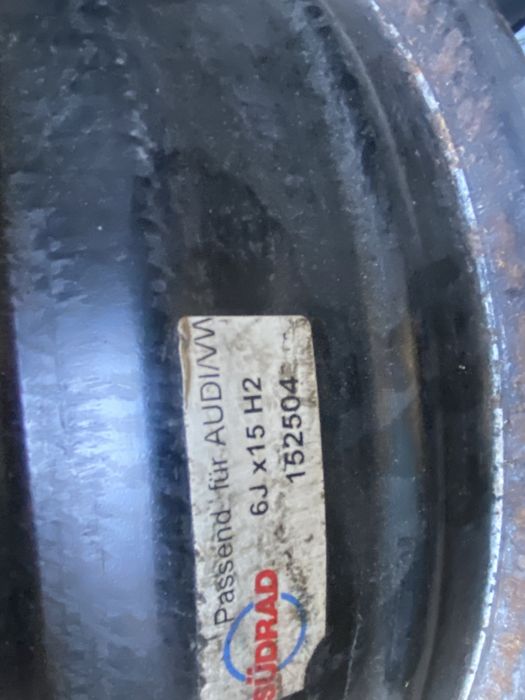 Passend für AUDI/VW
6J x15 H2
152504
SÜDRAD